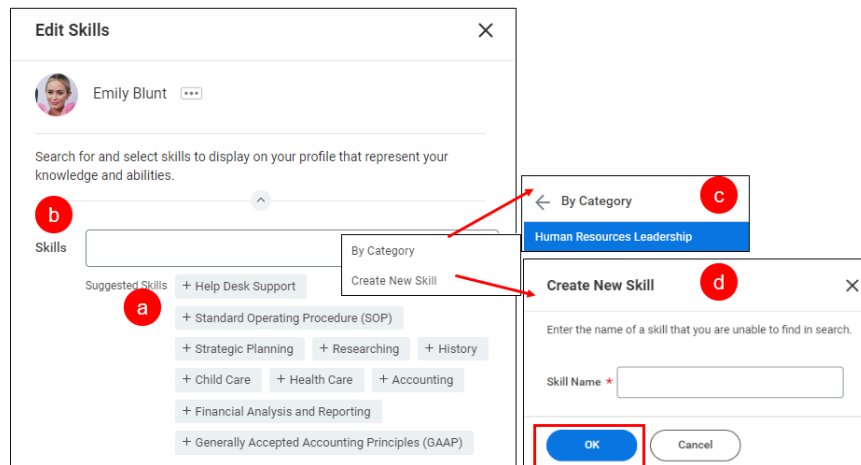 Edit Skills
Emily Blunt
Search for and select skills to display on your profile that represent your
knowledge and abilities.
b
Skills
Suggested Skills
a
+ Help Desk Support
+ Standard Operating Procedure (SOP)
+ Strategic Planning + Researching + History
+ Child Care + Health Care + Accounting
+ Financial Analysis and Reporting
+ Generally Accepted Accounting Principles (GAAP)
By Category
Create New Skill
By Category
c
Human Resources Leadership
Create New Skill
d
Enter the name of a skill that you are unable to find in search.
Skill Name *
OK
Cancel